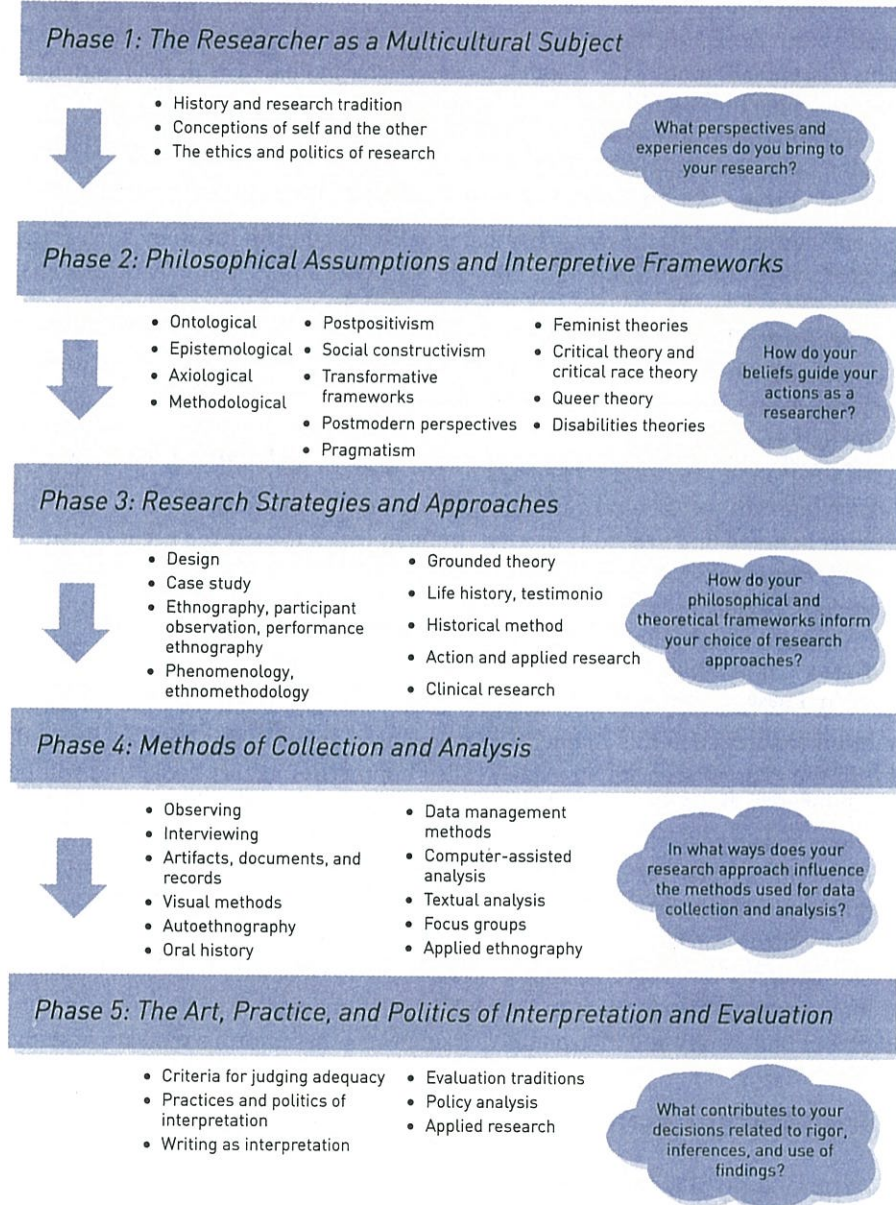 Phase 1: The Researcher as a Multicultural Subject
• History and research tradition
• Conceptions of self and the other
• The ethics and politics of research
What perspectives and
experiences do you bring to
your research?
Phase 2: Philosophical Assumptions and Interpretive Frameworks
• Ontological
• Epistemological
• Axiological
• Methodological
• Postpositivism
• Social constructivism
• Transformative
frameworks
• Postmodern perspectives
• Pragmatism
• Feminist theories
• Critical theory and
critical race theory
• Queer theory
• Disabilities theories
How do your
beliefs guide your
actions as a
researcher?
Phase 3: Research Strategies and Approaches
• Design
• Case study
• Ethnography, participant
observation, performance
ethnography
• Phenomenology,
ethnomethodology
• Grounded theory
• Life history, testimonio
• Historical method
• Action and applied research
• Clinical research
How do your
philosophical and
theoretical frameworks inform
your choice of research
approaches?
Phase 4: Methods of Collection and Analysis
• Observing
• Interviewing
• Artifacts, documents, and
records
• Visual methods
• Autoethnography
• Oral history
• Data management
methods
• Computer-assisted
analysis
• Textual analysis
• Focus groups
• Applied ethnography
In what ways does your
research approach influence
the methods used for data
collection and analysis?
Phase 5: The Art, Practice, and Politics of Interpretation and Evaluation
• Criteria for judging adequacy
• Practices and politics of
interpretation
• Writing as interpretation
• Evaluation traditions
• Policy analysis
• Applied research
What contributes to your
decisions related to rigor,
inferences, and use of
findings?